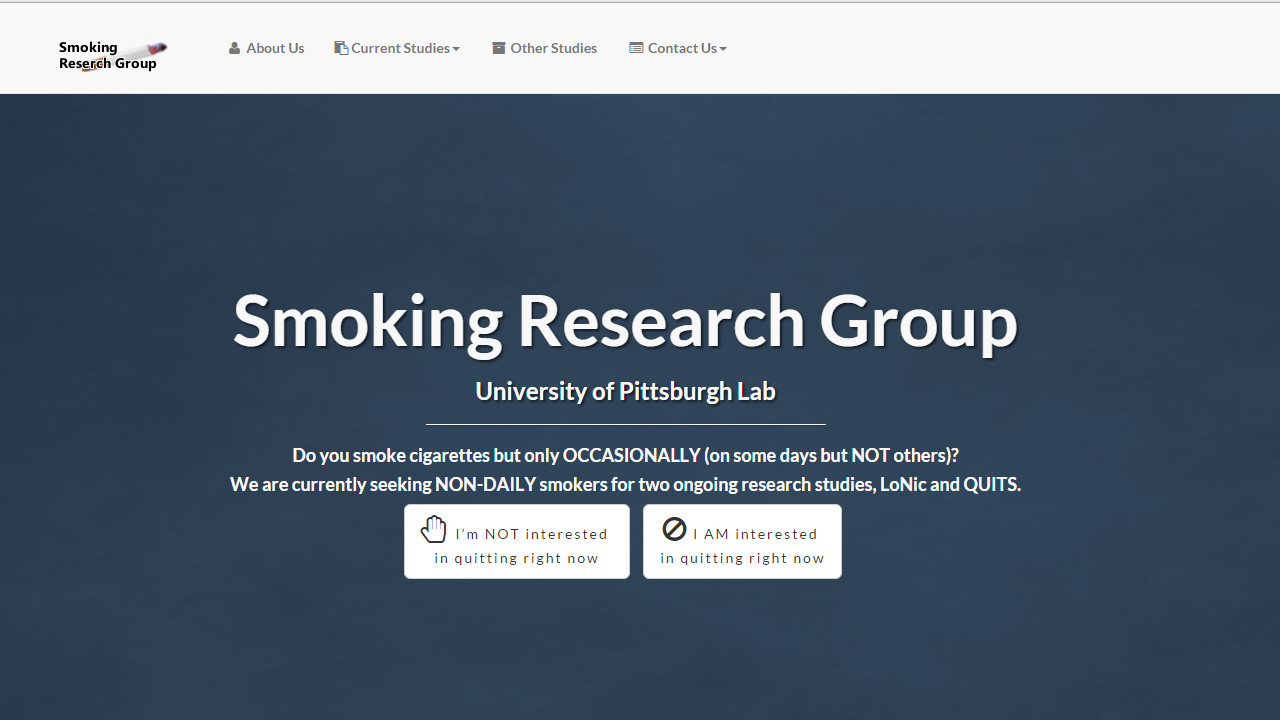 Smoking
Reserch Group
About Us
Current Studies
Other Studies
Contact Us
Smoking Research Group
University of Pittsburgh Lab
Do you smoke cigarettes but only OCCASIONALLY (on some days but NOT others)?
We are currently seeking NON-DAILY smokers for two ongoing research studies, LoNic and QUITS.
I'm NOT interested
in quitting right now
I AM interested
in quitting right now